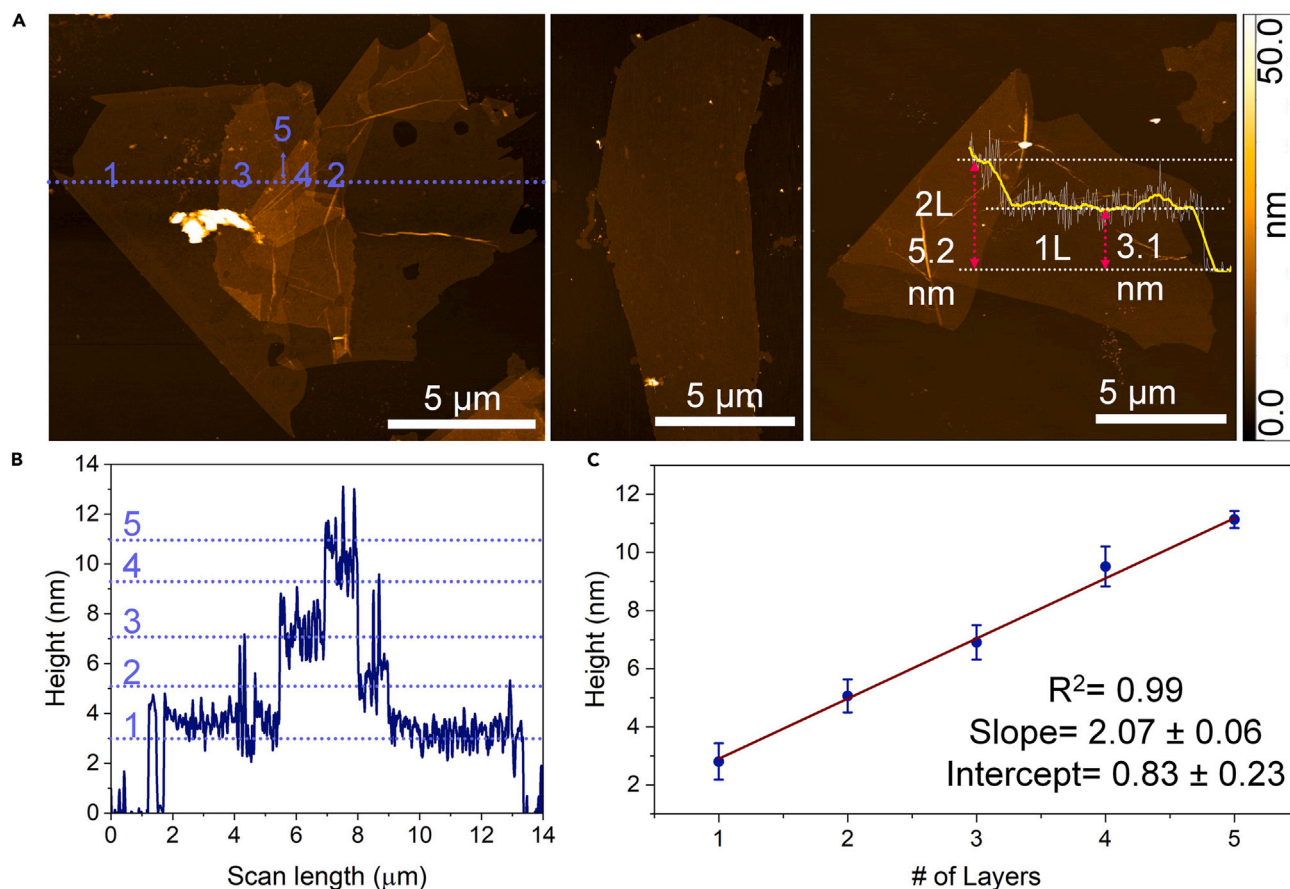 A
5
1
3
4
2
5 µm
5 µm
2L
5.2
nm
1L
3.1
nm
5 µm
50.0
nm
0.0
B
14
12
10
8
6
4
2
0
Height (nm)
5
4
3
2
1
0 2 4 6 8 10 12 14
Scan length (µm)
C
12
10
8
6
4
2
Height (nm)
R²= 0.99
Slope= 2.07 ± 0.06
Intercept= 0.83 ± 0.23
1 2 3 4 5
# of Layers